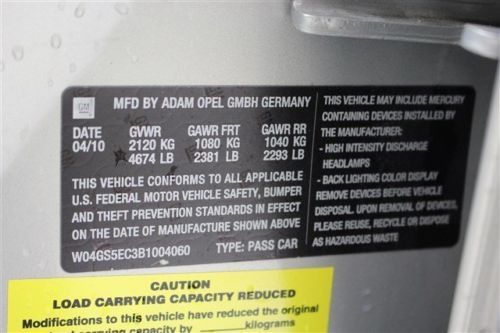 GM
MFD BY ADAM OPEL GMBH GERMANY
DATE GVWR GAWR FRT GAWR RR
04/10 2120 KG 1080 KG 1040 KG
4674 LB 2381 LB 2293 LB
THIS VEHICLE CONFORMS TO ALL APPLICABLE
U.S. FEDERAL MOTOR VEHICLE SAFETY, BUMPER
AND THEFT PREVENTION STANDARDS IN EFFECT
ON THE DATE OF MANUFACTURE SHOWN ABOVE
W04GS5EC3B1004060 TYPE: PASS CAR
THIS VEHICLE MAY INCLUDE MERCURY
CONTAINING DEVICES INSTALLED BY
THE MANUFACTURER:
- HIGH INTENSITY DISCHARGE
HEADLAMPS
- BACK LIGHTING COLOR DISPLAY
REMOVE DEVICES BEFORE VEHICLE
DISPOSAL. UPON REMOVAL OF DEVICES,
PLEASE REUSE, RECYCLE OR DISPOSE
AS HAZARDOUS WASTE
CAUTION
LOAD CARRYING CAPACITY REDUCED
Modifications to this vehicle have reduced the original
carrying capacity by kilograms